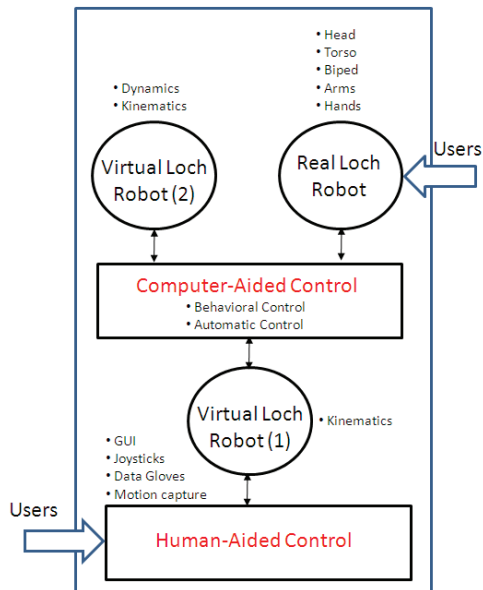 • Head
• Torso
• Biped
• Arms
• Hands
• Dynamics
• Kinematics
Users
Virtual Loch
Robot (2)
Real Loch
Robot
Computer-Aided Control
• Behavioral Control
• Automatic Control
Virtual Loch
Robot (1)
• Kinematics
• GUI
• Joysticks
• Data Gloves
• Motion capture
Users
Human-Aided Control